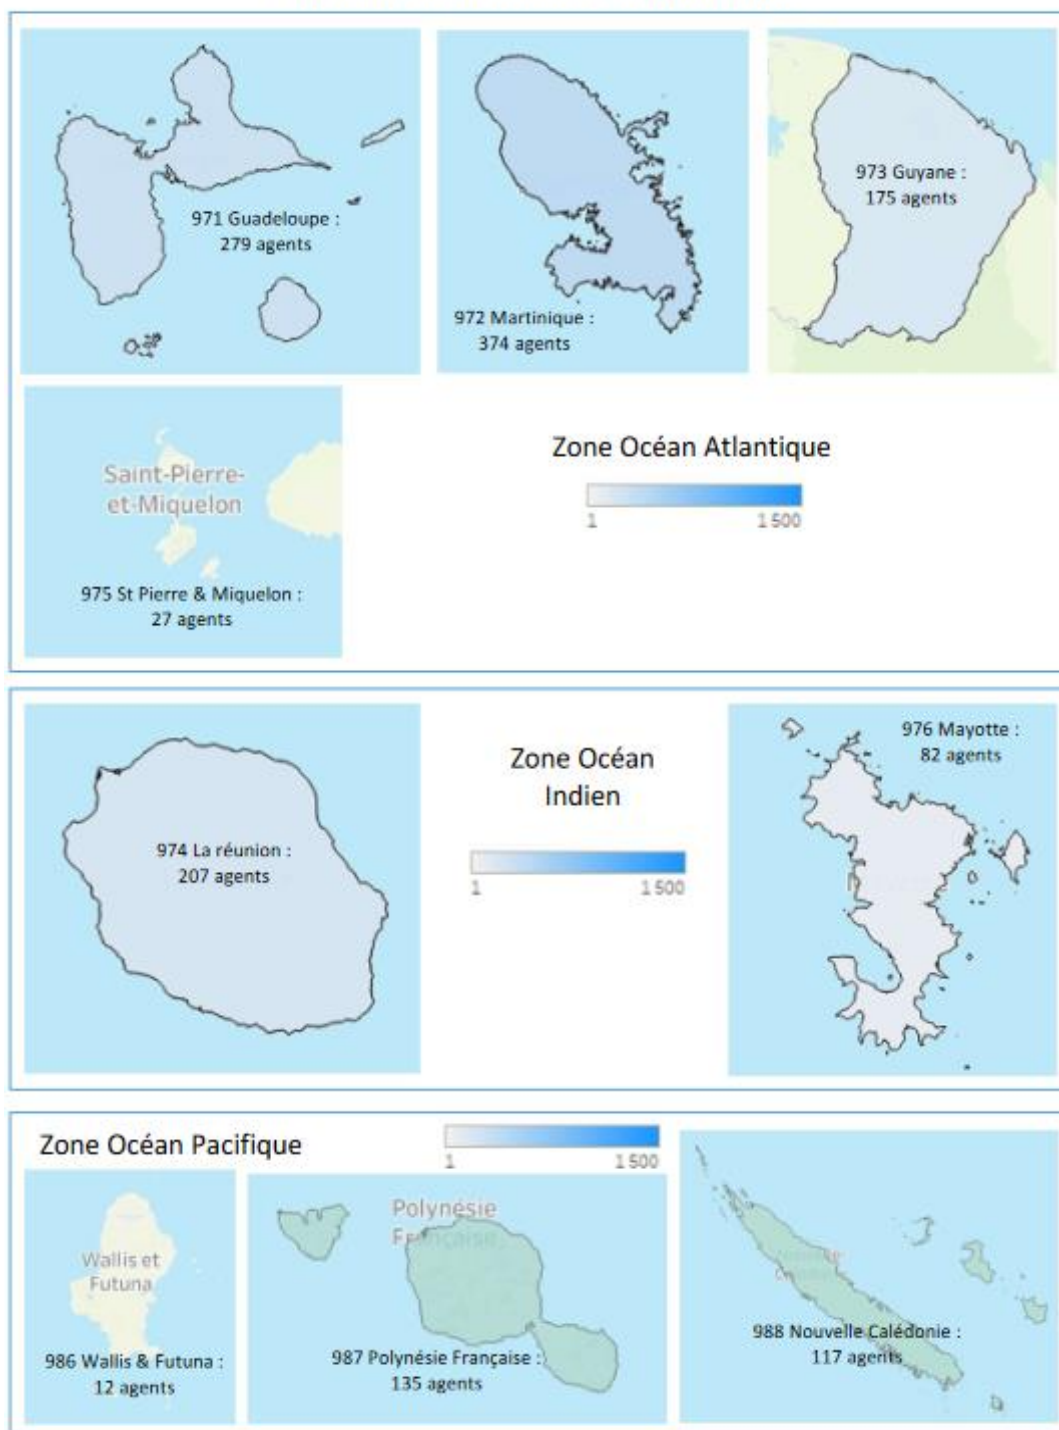 971 Guadeloupe :
279 agents
972 Martinique :
374 agents
973 Guyane :
175 agents
Saint-Pierre-
et-Miquelon
975 St Pierre & Miquelon :
27 agents
Zone Océan Atlantique
1 1 500
974 La réunion :
207 agents
Zone Océan
Indien
1 1 500
976 Mayotte :
82 agents
Zone Océan Pacifique
1 1 500
Wallis et
Futuna
986 Wallis & Futuna :
12 agents
Polynésie
Française
987 Polynésie Française :
135 agents
988 Nouvelle Calédonie :
117 agents